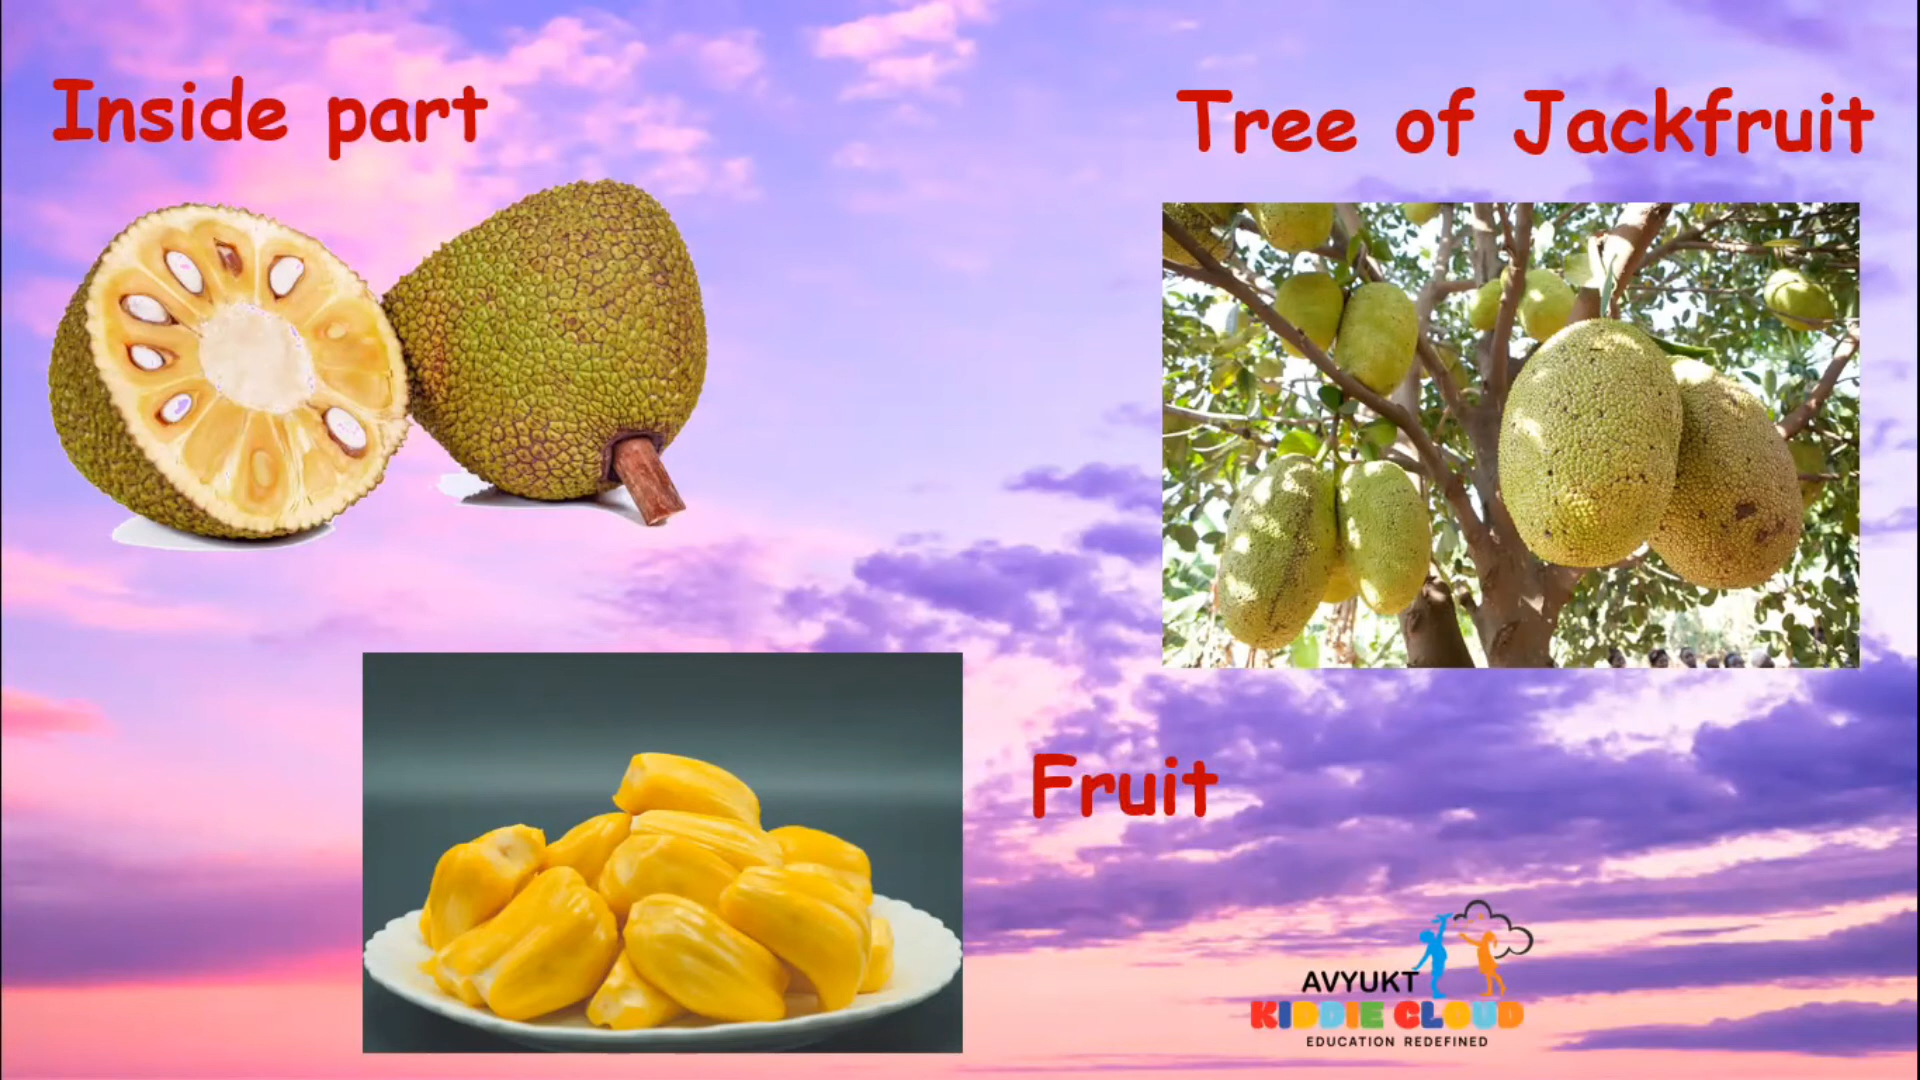 Inside part
Tree of Jackfruit
Fruit
AVYUKT
KIDDIE CLOUD
EDUCATION REDEFINED